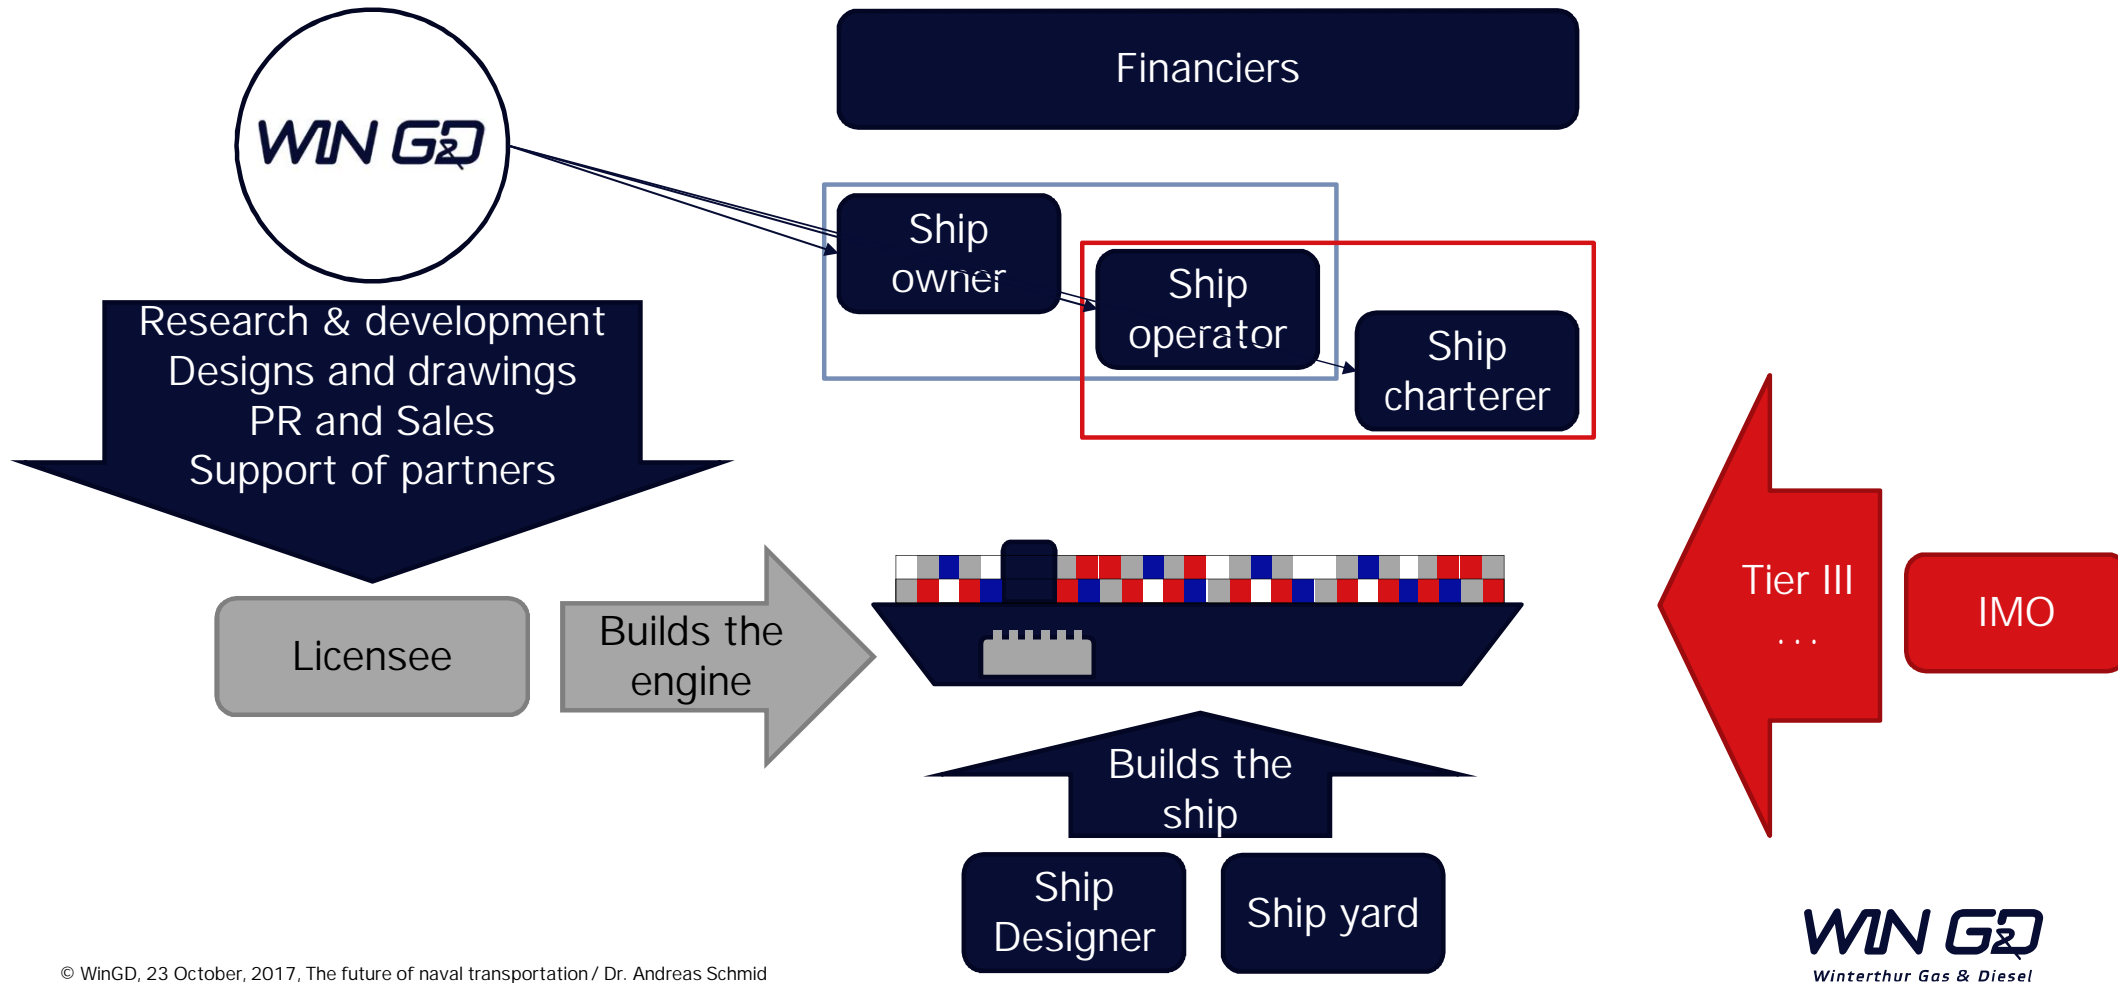 WIN G&D
Financiers
Ship
owner
Ship
operator
Ship
charterer
Research & development
Designs and drawings
PR and Sales
Support of partners
Licensee
Builds the
engine
Tier III
...
IMO
Builds the
ship
Ship
Designer
Ship yard
WIN G&D
Winterthur Gas & Diesel
© WinGD, 23 October, 2017, The future of naval transportation / Dr. Andreas Schmid